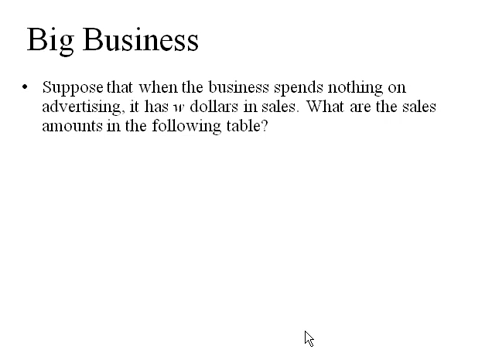 Big Business
• Suppose that when the business spends nothing on
advertising, it has w dollars in sales. What are the sales
amounts in the following table?